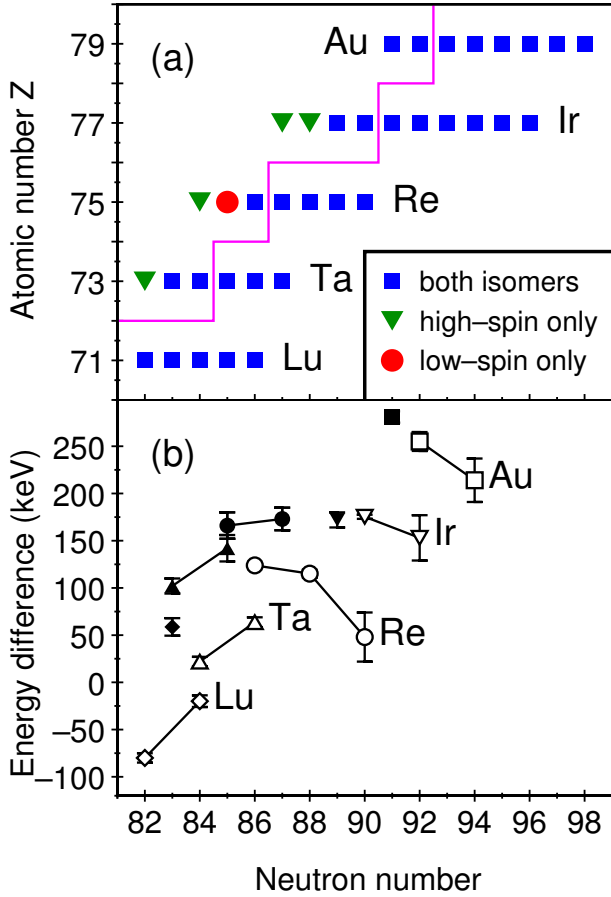 Atomic number Z
79
77
75
73
71
(a)
Au
Ir
Re
Ta
Lu
both isomers
high–spin only
low–spin only
Energy difference (keV)
250
200
150
100
50
0
–50
–100
(b)
Au
Ir
Re
Ta
Lu
82 84 86 88 90 92 94 96 98
Neutron number